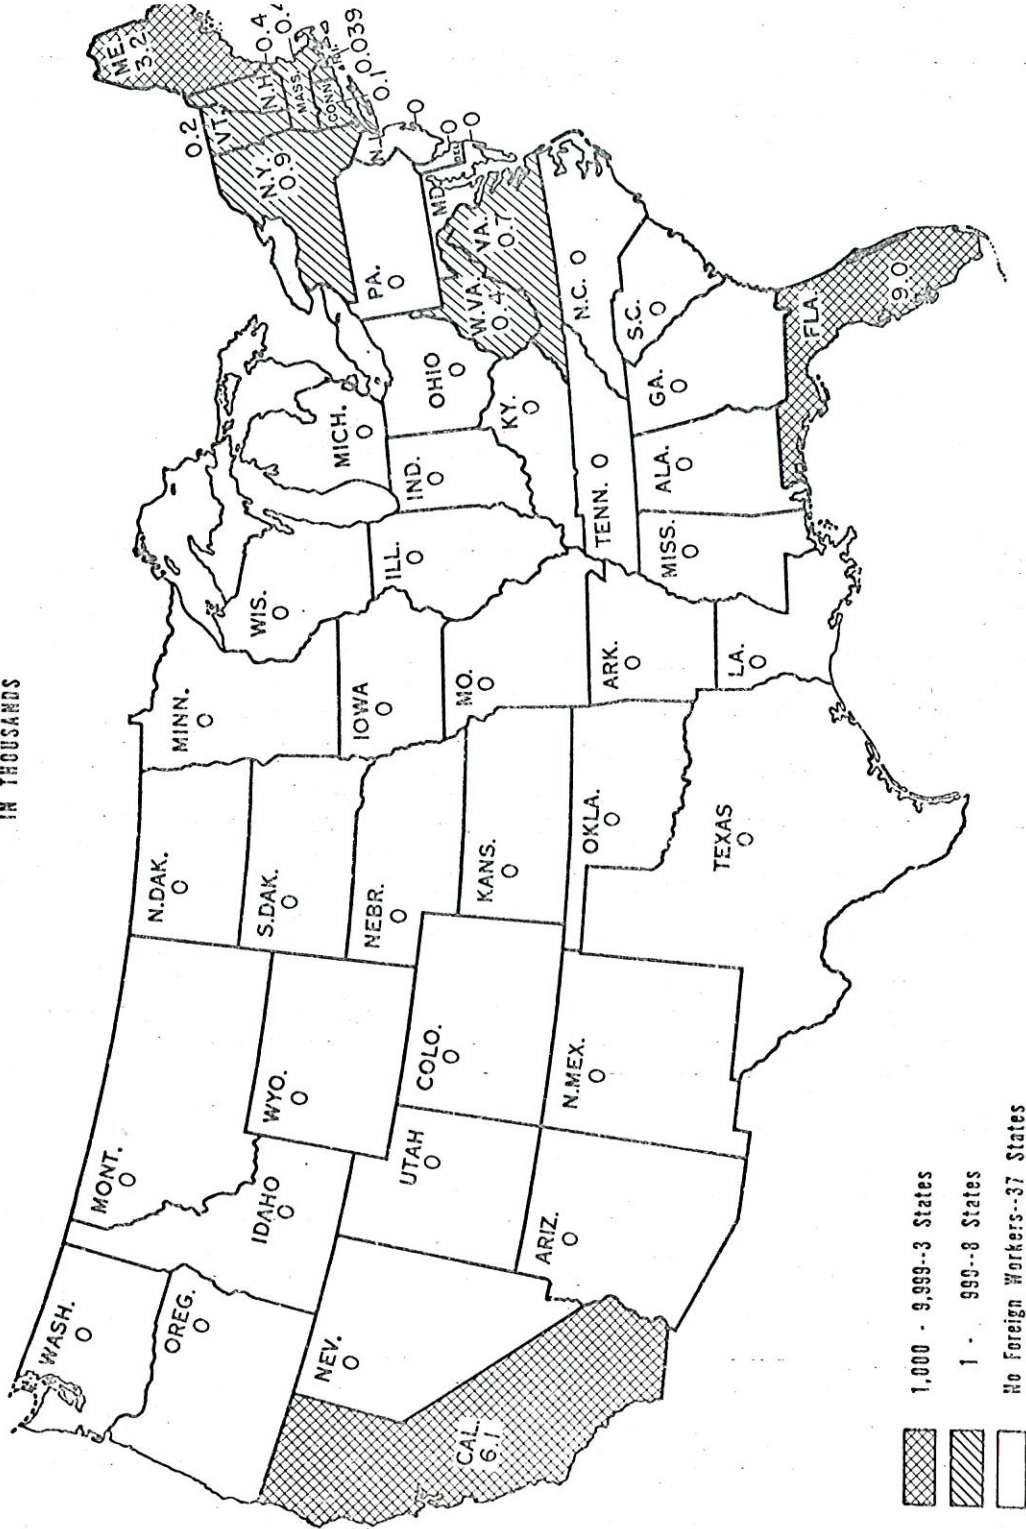 IN THOUSANDS
WASH.
0
OREG.
0
CAL.
6.1
NEV.
0
IDAHO
0
MONT.
0
WYO.
0
UTAH
0
ARIZ.
0
COLO.
0
N.MEX.
0
N.DAK.
0
S.DAK.
0
NEBR.
0
KANS.
0
OKLA.
0
TEXAS
0
MINN.
0
IOWA
0
MO.
0
ARK.
0
LA.
0
WIS.
0
ILL.
0
MISS.
0
MICH.
0
IND.
0
OHIO
0
KY.
0
TENN. 0
ALA.
0
GA.
0
FLA.
9.0
S.C.
0
N.C. 0
VA.
0.7
W.VA.
0.4
PA.
0
MD.
0
DEL.
0
N.J.
0
N.Y.
0.9
VT.
0.2
N.H.
0.4
MASS.
CONN.
0.1
R.I.
0.039
ME.
3.2
1,000 - 9,999--3 States
1 - 999--8 States
No Foreign Workers--37 States